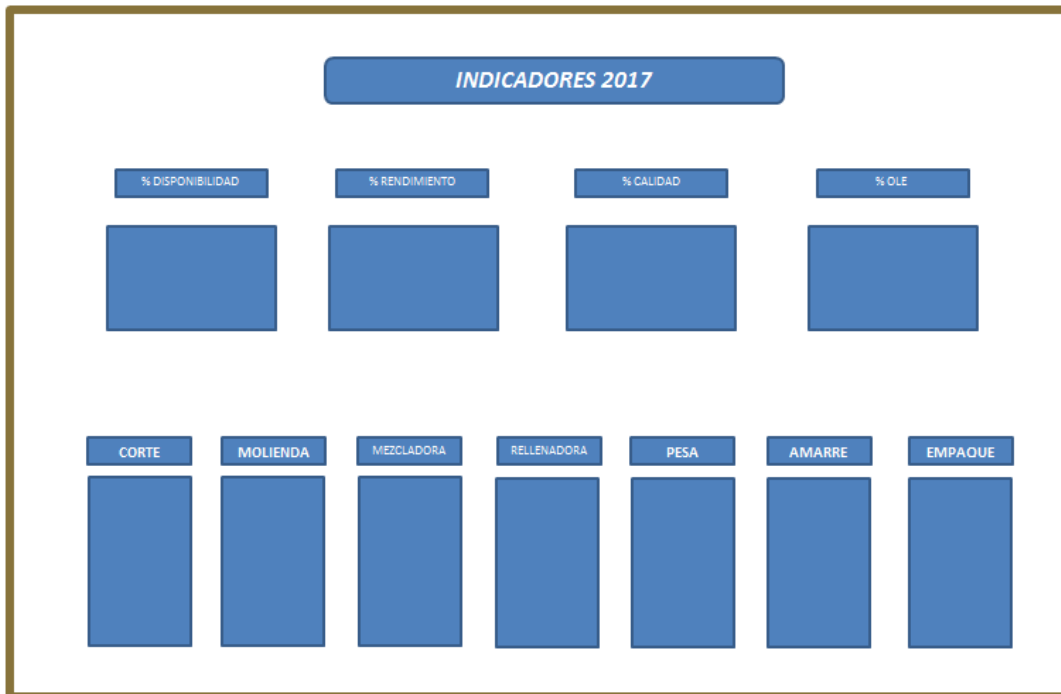 INDICADORES 2017
% DISPONIBILIDAD
% RENDIMIENTO
% CALIDAD
% OLE
CORTE
MOLIENDA
MEZCLADORA
RELLENADORA
PESA
AMARRE
EMPAQUE